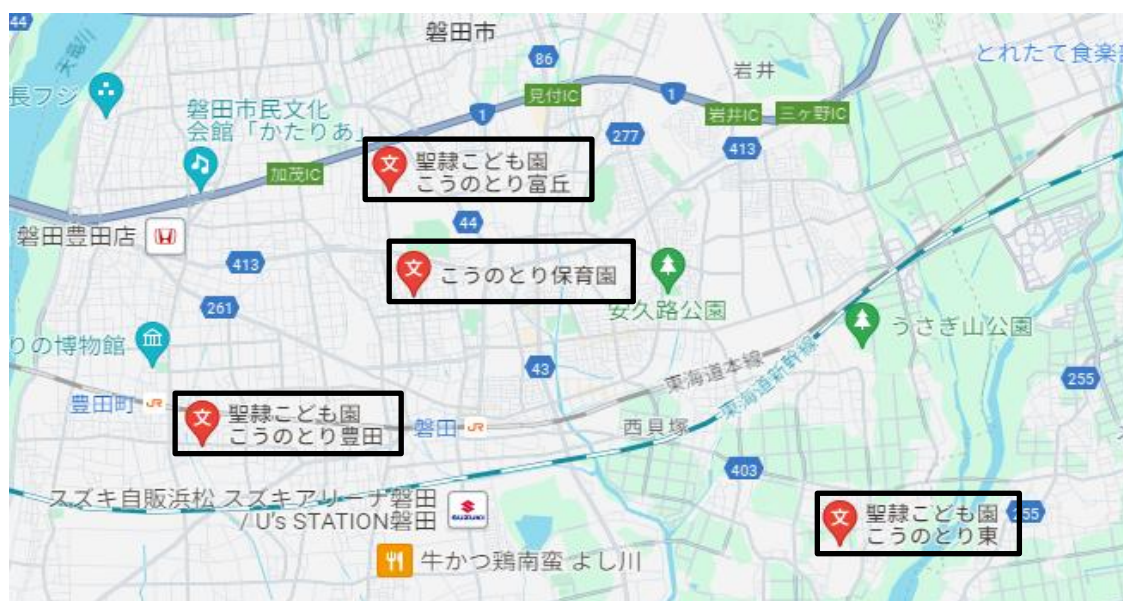 44
磐田市
86
とれたて食楽
岩井
天竜川
長フジ
見付IC
1
磐田市民文化
会館「かたりあ」
1
岩井IC
三ケ野IC
277
413
聖隷こども園
こうのとり富丘
加茂IC
44
磐田豊田店
413
こうのとり保育園
261
安久路公園
うさぎ山公園
りの博物館
43
東海道本線
東海道新幹線
255
豊田町 JR
聖隷こども園
こうのとり豊田
磐田 JR
西貝塚
403
スズキ自販浜松 スズキアリーナ磐田
/ U's STATION磐田
SUZUKI
聖隷こども園
こうのとり東
255
牛かつ鶏南蛮 よし川